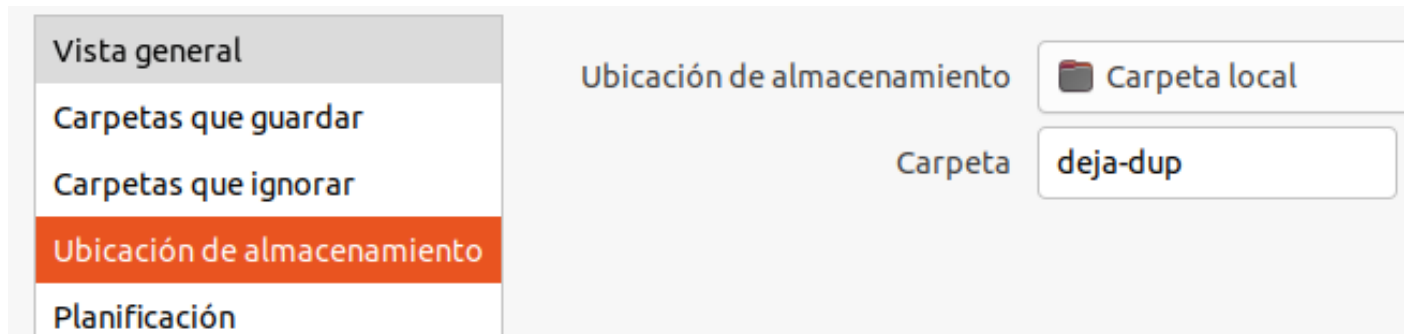 Vista general
Carpetas que guardar
Carpetas que ignorar
Ubicación de almacenamiento
Planificación
Ubicación de almacenamiento
Carpeta local
Carpeta
deja-dup